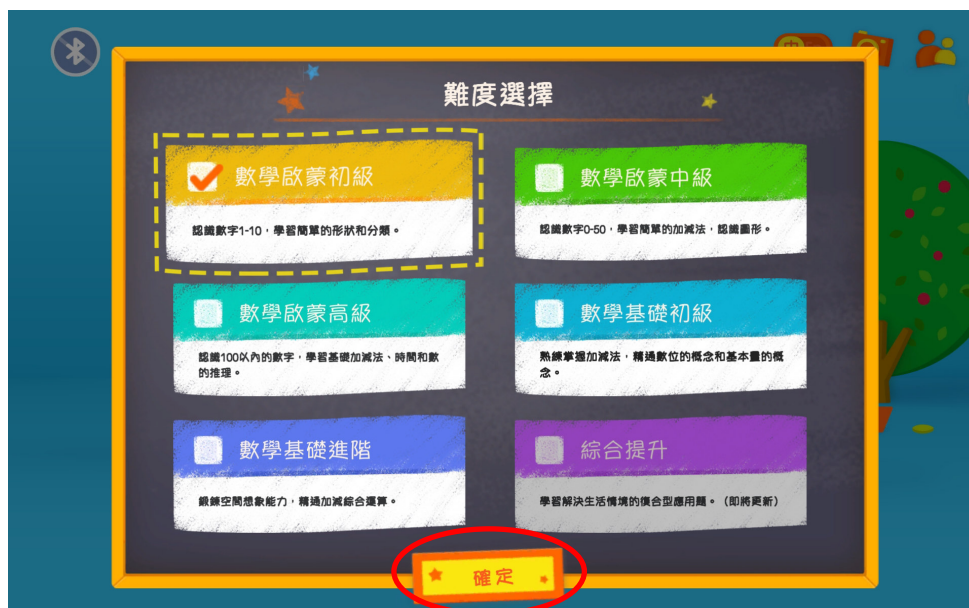 中
難度選擇
數學啟蒙初級
認識數字1-10，學習簡單的形狀和分類。
數學啟蒙中級
認識數字0-50，學習簡單的加減法，認識圖形。
數學啟蒙高級
認識100以內的數字，學習基礎加減法、時間和數
的推理。
數學基礎初級
熟練掌握加減法，精通數位的概念和基本量的概
念。
數學基礎進階
鍛鍊空間想象能力，精通加減綜合運算。
綜合提升
學習解決生活情境的復合型應用題。（即將更新）
確定